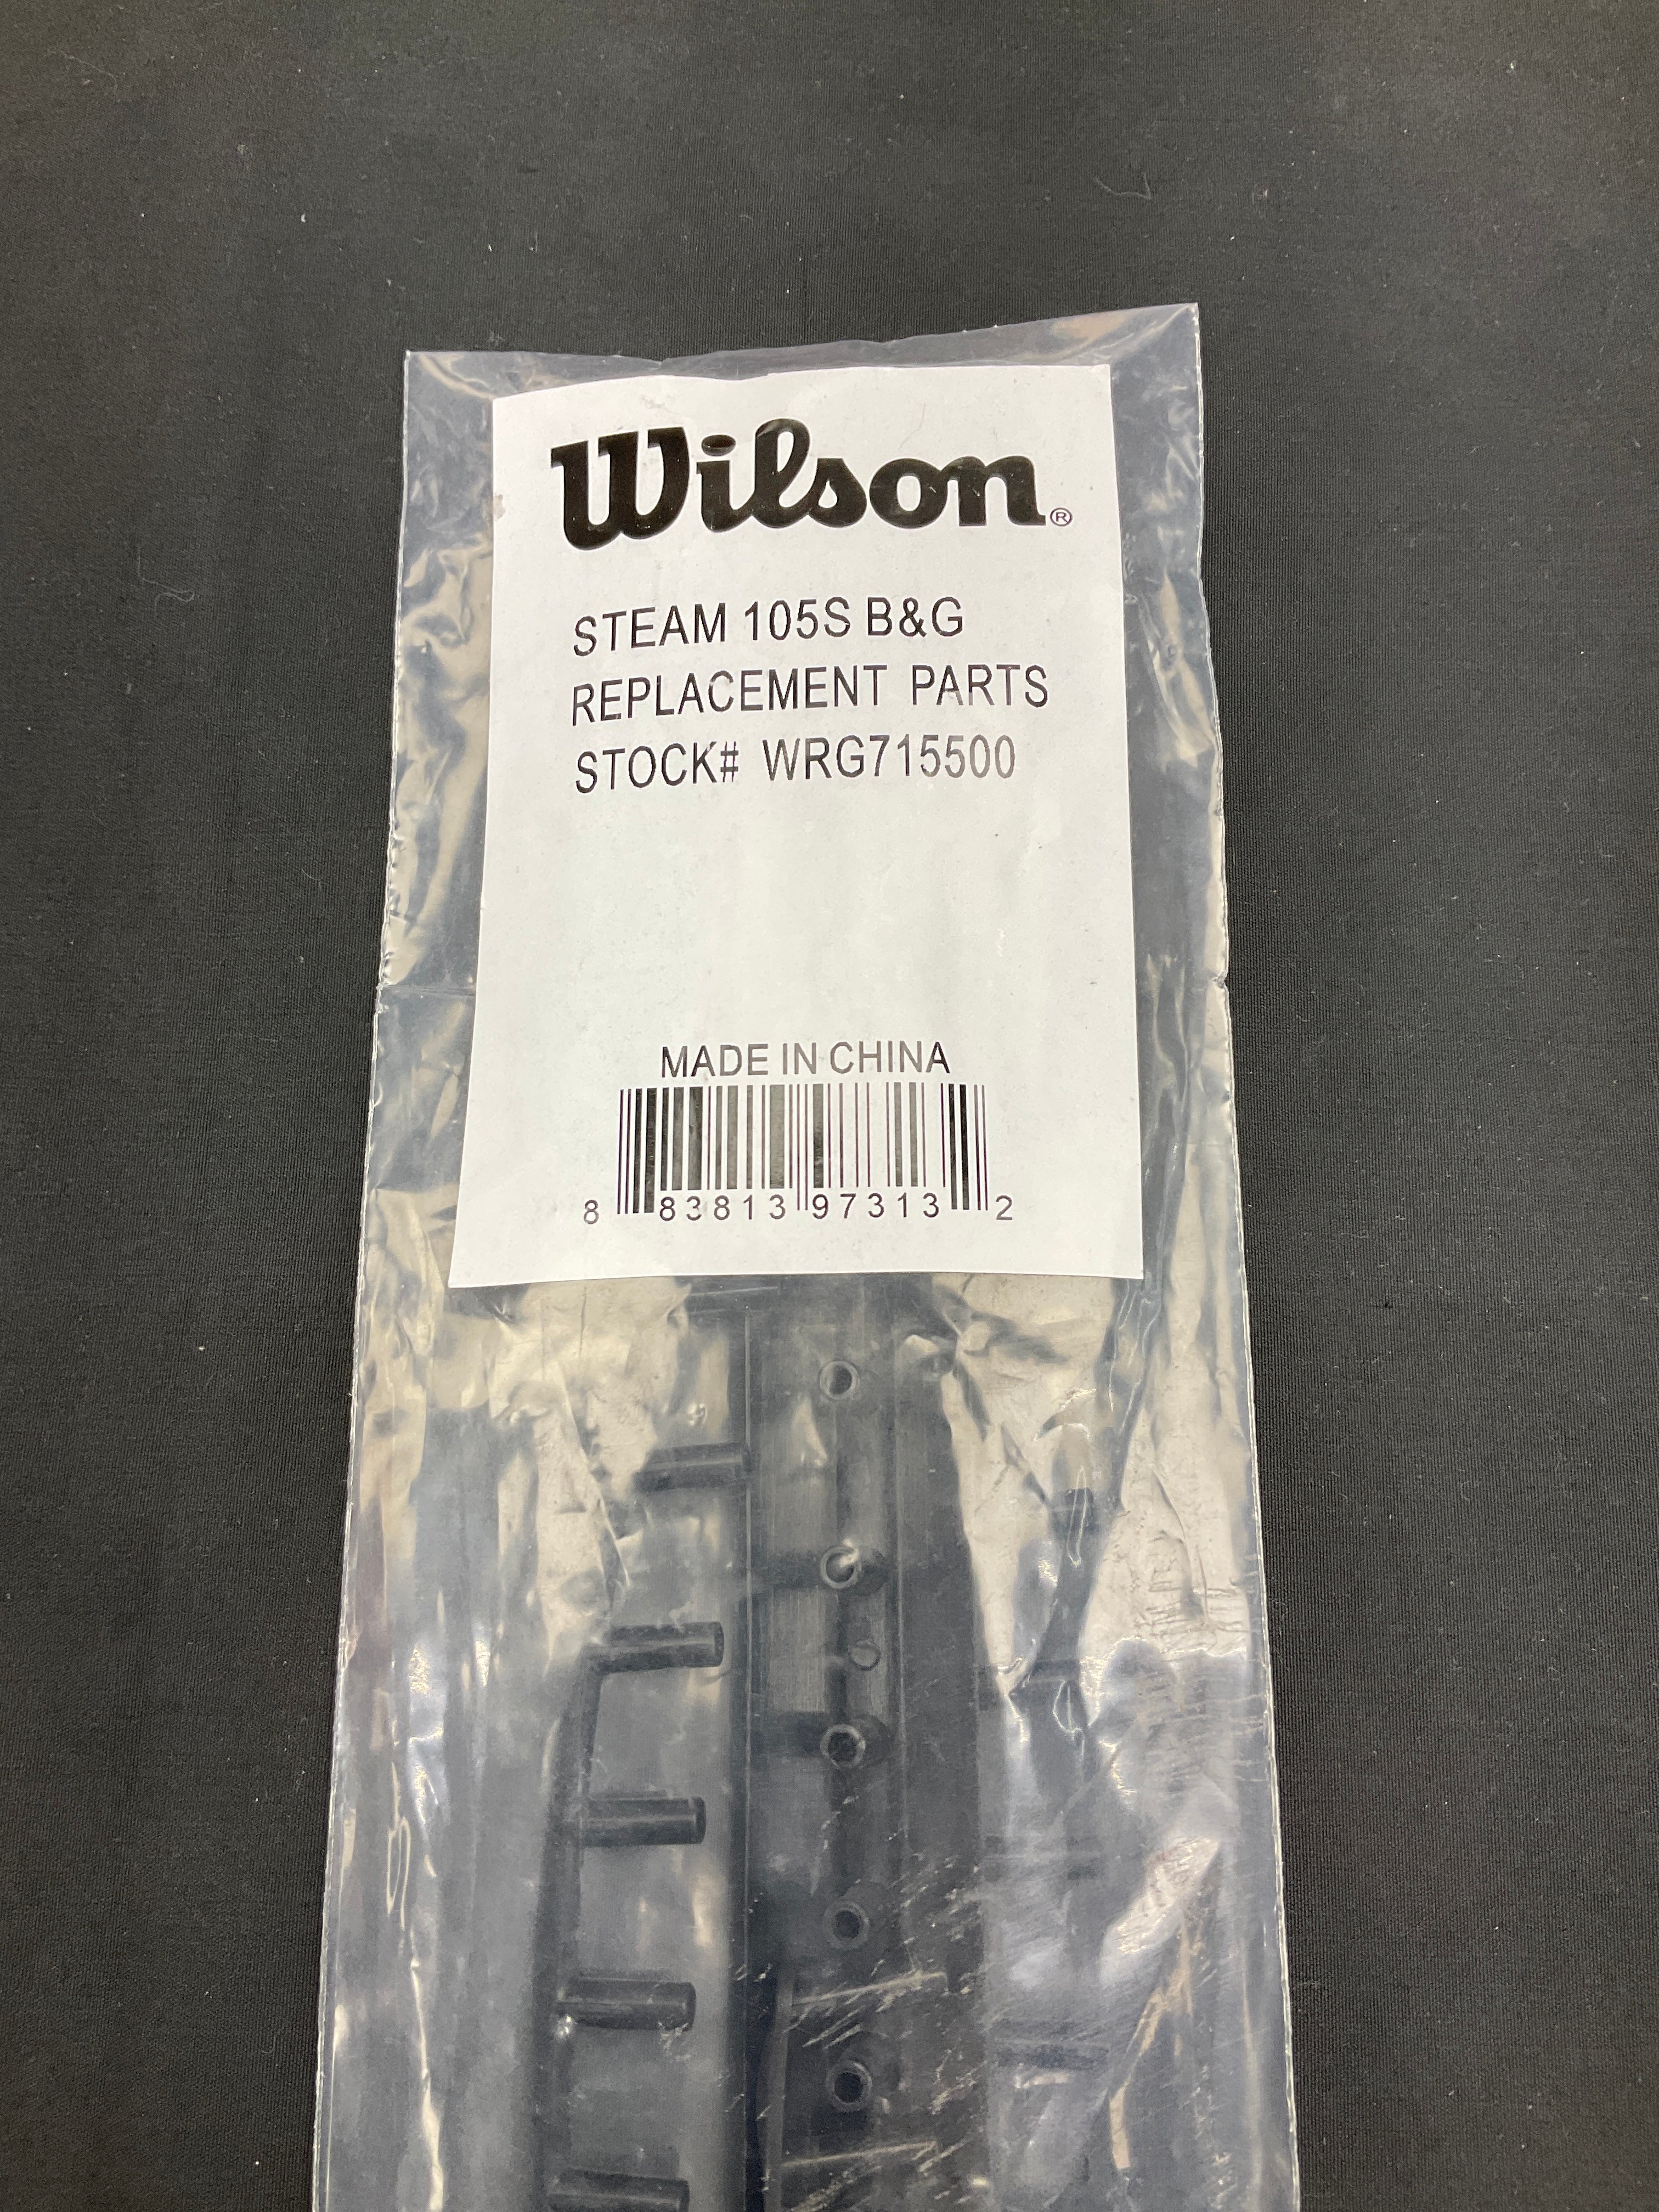 Wilson®
STEAM 105S B&G
REPLACEMENT PARTS
STOCK# WRG715500
MADE IN CHINA
8 83813 97313 2